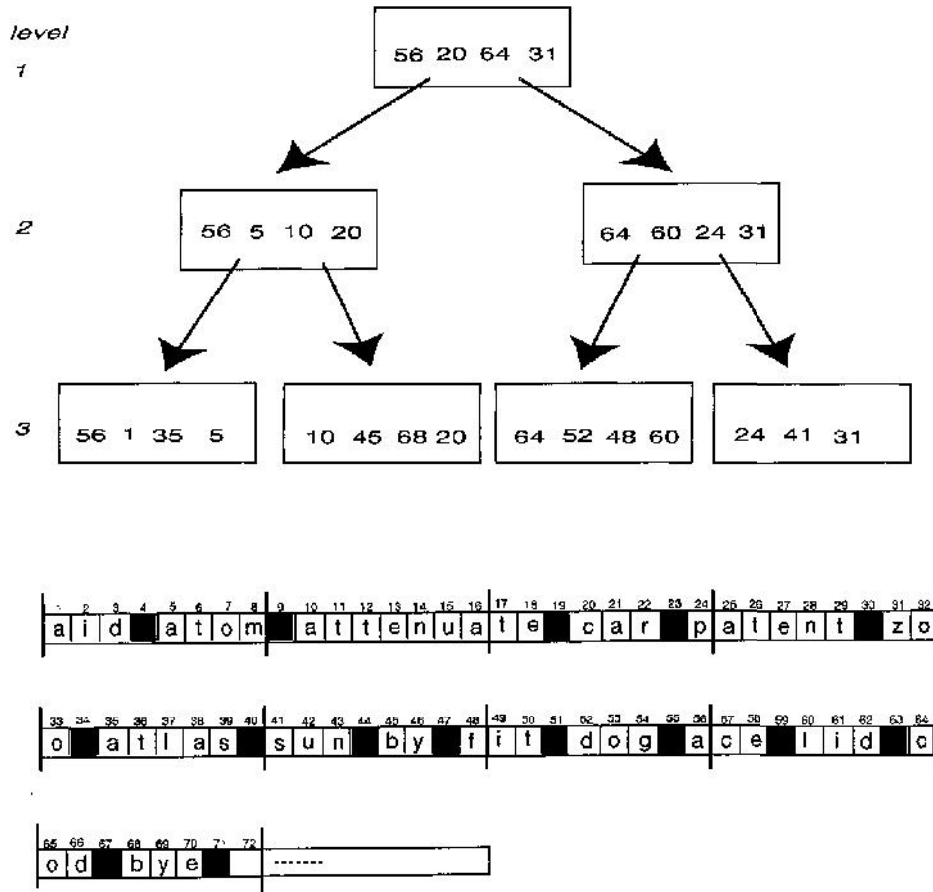 level
1
56 20 64 31
2
56 5 10 20
64 60 24 31
3
56 1 35 5
10 45 68 20
64 52 48 60
24 41 31
1 2 3 4 5 6 7 8 9 10 11 12 13 14 15 16 17 18 19 20 21 22 23 24 25 26 27 28 29 30 31 32
a i d a t o m a t t e n u a t e c a r p a t e n t z o
33 34 35 36 37 38 39 40 41 42 43 44 45 46 47 48 49 50 51 52 53 54 55 56 57 58 59 60 61 62 63 64
o a t l a s s u n b y f i t d o g a c e l i d c
65 66 67 68 69 70 71 72
o d b y e -------